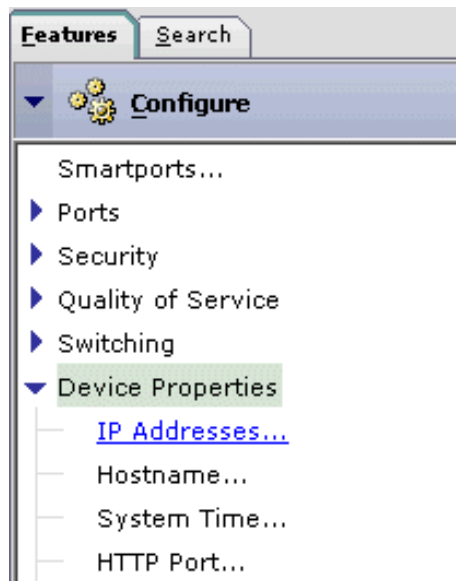 Features Search
Configure
Smartports...
Ports
Security
Quality of Service
Switching
Device Properties
IP Addresses...
Hostname...
System Time...
HTTP Port...